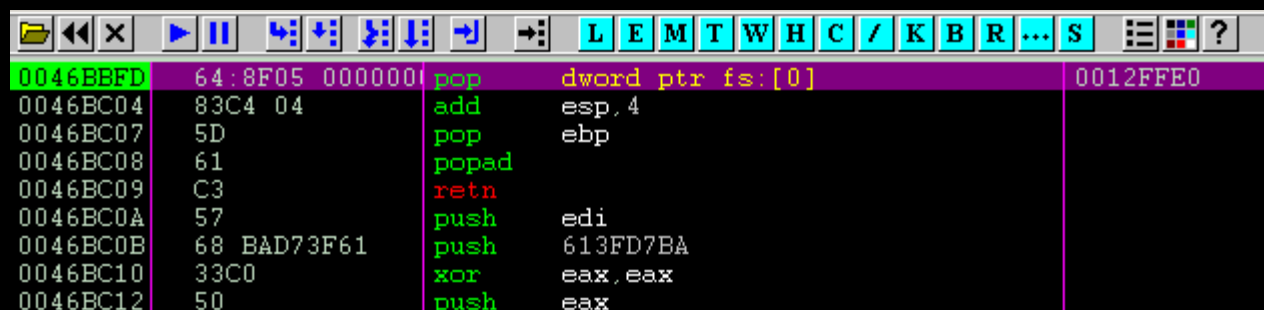 L E M T W H C / K B R ... S ?
0046BBFD 64:8F05 0000000 pop dword ptr fs:[0] 0012FFE0
0046BC04 83C4 04 add esp,4
0046BC07 5D pop ebp
0046BC08 61 popad
0046BC09 C3 retn
0046BC0A 57 push edi
0046BC0B 68 BAD73F61 push 613FD7BA
0046BC10 33C0 xor eax,eax
0046BC12 50 push eax